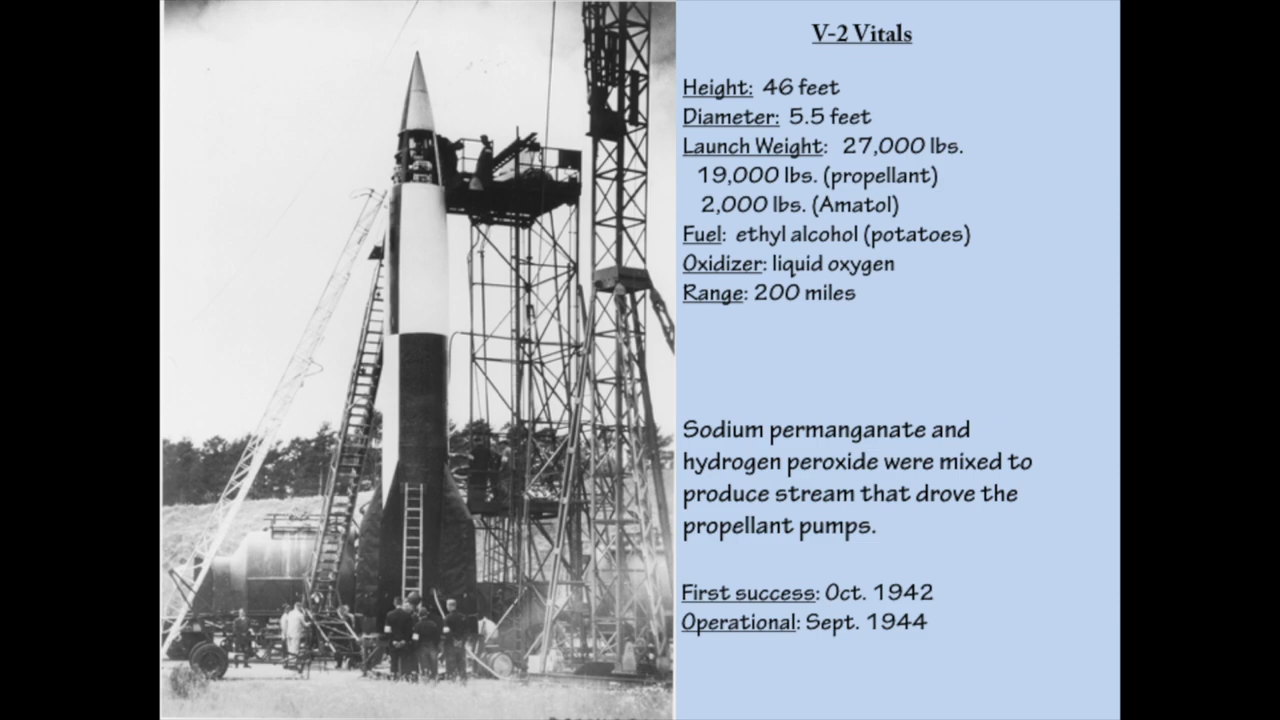 V-2 Vitals
Height: 46 feet
Diameter: 5.5 feet
Launch Weight: 27,000 lbs.
19,000 lbs. (propellant)
2,000 lbs. (Amatol)
Fuel: ethyl alcohol (potatoes)
Oxidizer: liquid oxygen
Range: 200 miles
Sodium permanganate and
hydrogen peroxide were mixed to
produce stream that drove the
propellant pumps.
First success: Oct. 1942
Operational: Sept. 1944